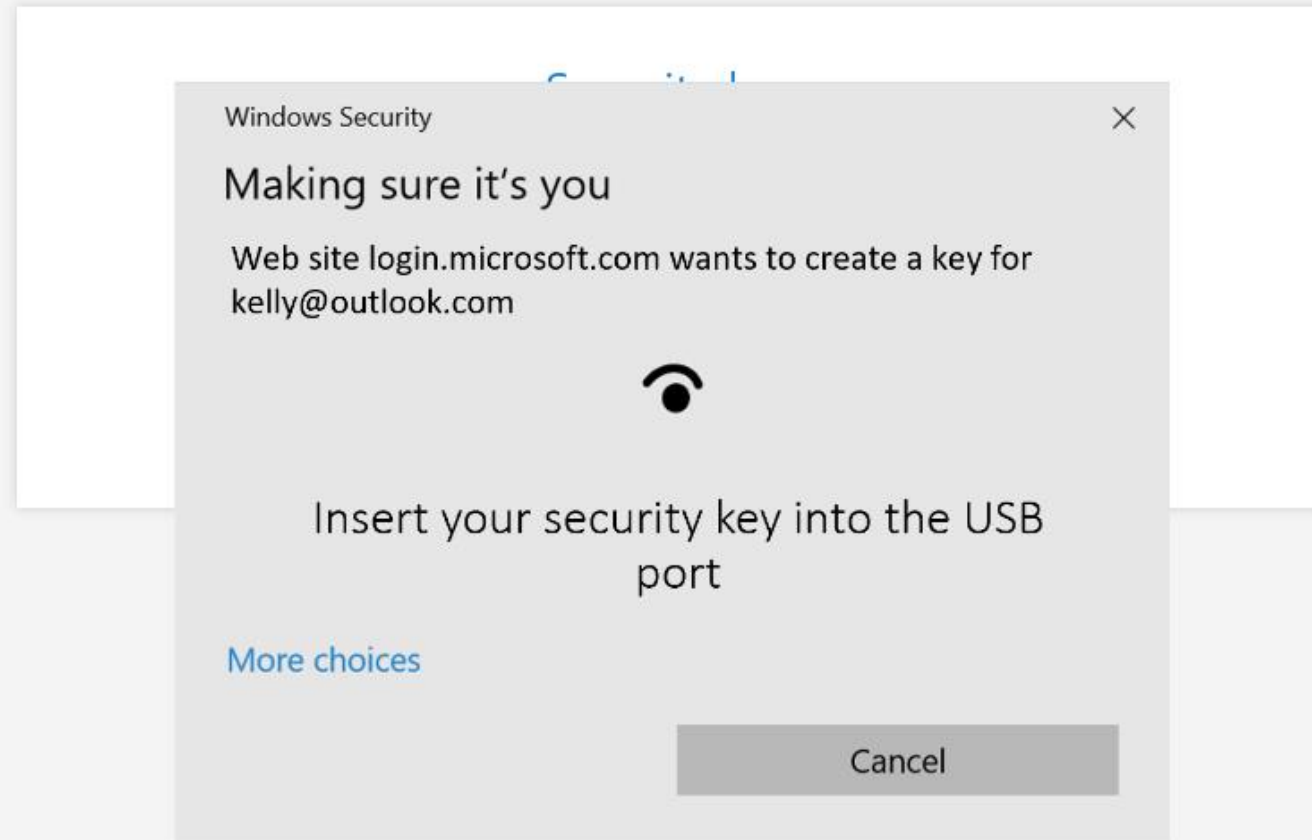 Windows Security
Making sure it's you
Web site login.microsoft.com wants to create a key for
kelly@outlook.com
Insert your security key into the USB
port
More choices
Cancel